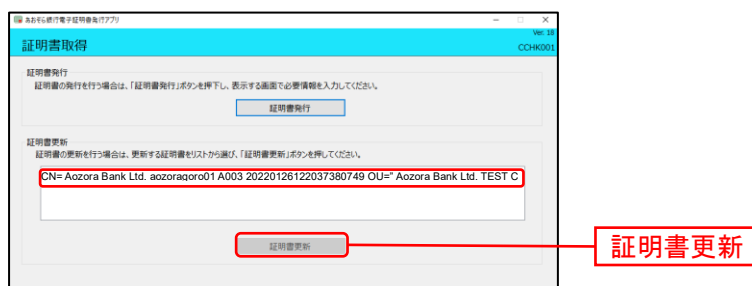 あおぞら銀行電子証明書発行アプリ
Ver. 18
証明書取得
CCHK001
証明書発行
証明書の発行を行う場合は、「証明書発行」ボタンを押下し、表示する画面で必要情報を入力してください。
証明書発行
証明書更新
証明書の更新を行う場合は、更新する証明書をリストから選び、「証明書更新」ボタンを押してください。
CN= Aozora Bank Ltd. aozoragoro01 A003 20220126122037380749 OU=" Aozora Bank Ltd. TEST C
証明書更新
証明書更新